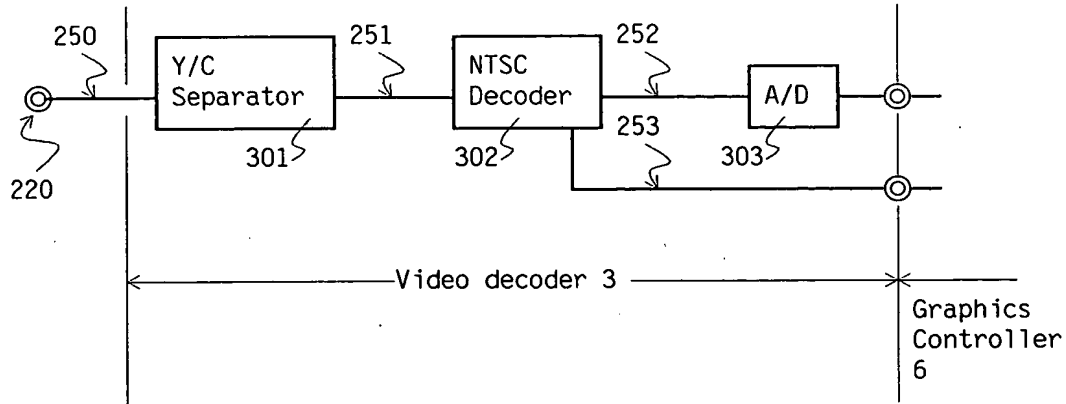 250
251
252
Y/C
Separator
NTSC
Decoder
A/D
253
301
302
303
220
Video decoder 3
Graphics
Controller
6